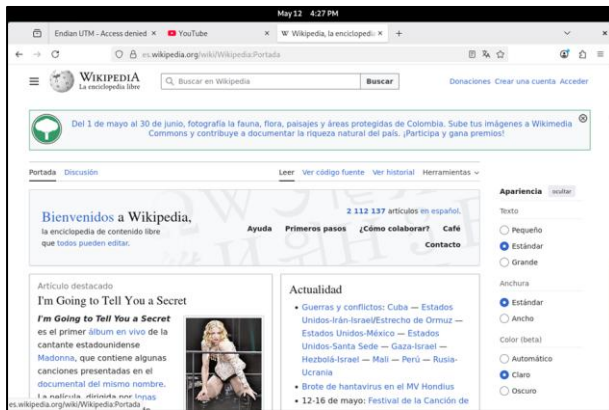 May 12 4:27 PM
Endian UTM - Access denied × YouTube × Wikipedia, la enciclopedia × +
es.wikipedia.org/wiki/Wikipedia:Portada
WIKIPEDIA
La enciclopedia libre
Buscar en Wikipedia Buscar Donaciones Crear una cuenta Acceder
Del 1 de mayo al 30 de junio, fotografía la fauna, flora, paisajes y áreas protegidas de Colombia. Sube tus imágenes a Wikimedia
Commons y contribuye a documentar la riqueza natural del país. ¡Participa y gana premios!
Portada Discusión Leer Ver código fuente Ver historial Herramientas
Bienvenidos a Wikipedia,
la enciclopedia de contenido libre
que todos pueden editar.
2 112 137 artículos en español.
Ayuda Primeros pasos ¿Cómo colaborar? Café
Contacto
Artículo destacado
I'm Going to Tell You a Secret
I'm Going to Tell You a Secret
es el primer álbum en vivo de la
cantante estadounidense
Madonna, que contiene algunas
canciones presentadas en el
documental del mismo nombre.
La película, dirigida por Jonas
Actualidad
• Guerras y conflictos: Cuba — Estados
Unidos-Irán-Israel/Estrecho de Ormuz —
Estados Unidos-México — Estados
Unidos-Santa Sede — Gaza-Israel —
Hezbolá-Israel — Mali — Perú — Rusia-
Ucrania
• Brote de hantavirus en el MV Hondius
• 12-16 de mayo: Festival de la Canción de
Apariencia ocultar
Texto
Pequeño
Estándar
Grande
Anchura
Estándar
Ancho
Color (beta)
Automático
Claro
Oscuro
es.wikipedia.org/wiki/Wikipedia:Portada